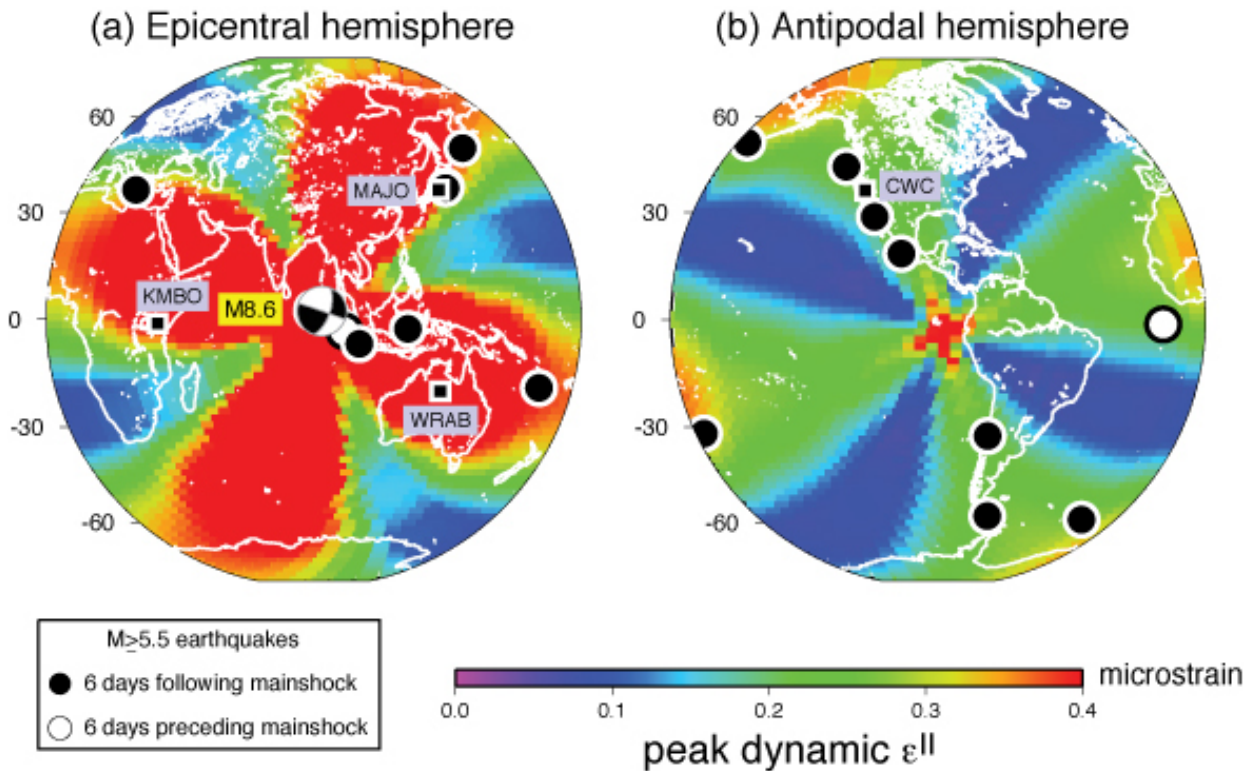 (a) Epicentral hemisphere
(b) Antipodal hemisphere
60
30
0
-30
-60
MAJO
KMBO
M8.6
WRAB
60
30
0
-30
-60
CWC
M≥5.5 earthquakes
6 days following mainshock
6 days preceding mainshock
microstrain
0.0 0.1 0.2 0.3 0.4
peak dynamic εᴵᴵ